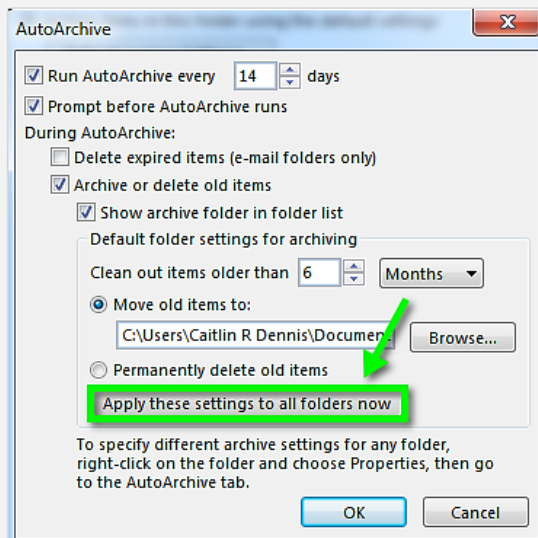 AutoArchive
Run AutoArchive every 14 days
Prompt before AutoArchive runs
During AutoArchive:
Delete expired items (e-mail folders only)
Archive or delete old items
Show archive folder in folder list
Default folder settings for archiving
Clean out items older than 6 Months
Move old items to:
C:\Users\Caitlin R Dennis\Document Browse...
Permanently delete old items
Apply these settings to all folders now
To specify different archive settings for any folder,
right-click on the folder and choose Properties, then go
to the AutoArchive tab.
OK Cancel